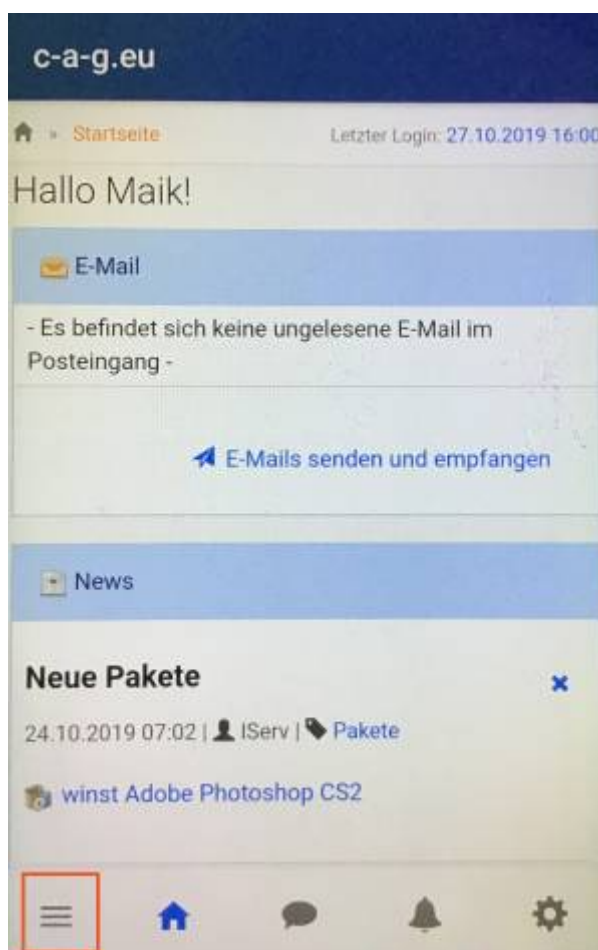 c-a-g.eu
» Startseite Letzter Login: 27.10.2019 16:00
Hallo Maik!
E-Mail
- Es befindet sich keine ungelesene E-Mail im
Posteingang -
E-Mails senden und empfangen
News
Neue Pakete
24.10.2019 07:02 | IServ | Pakete
winst Adobe Photoshop CS2